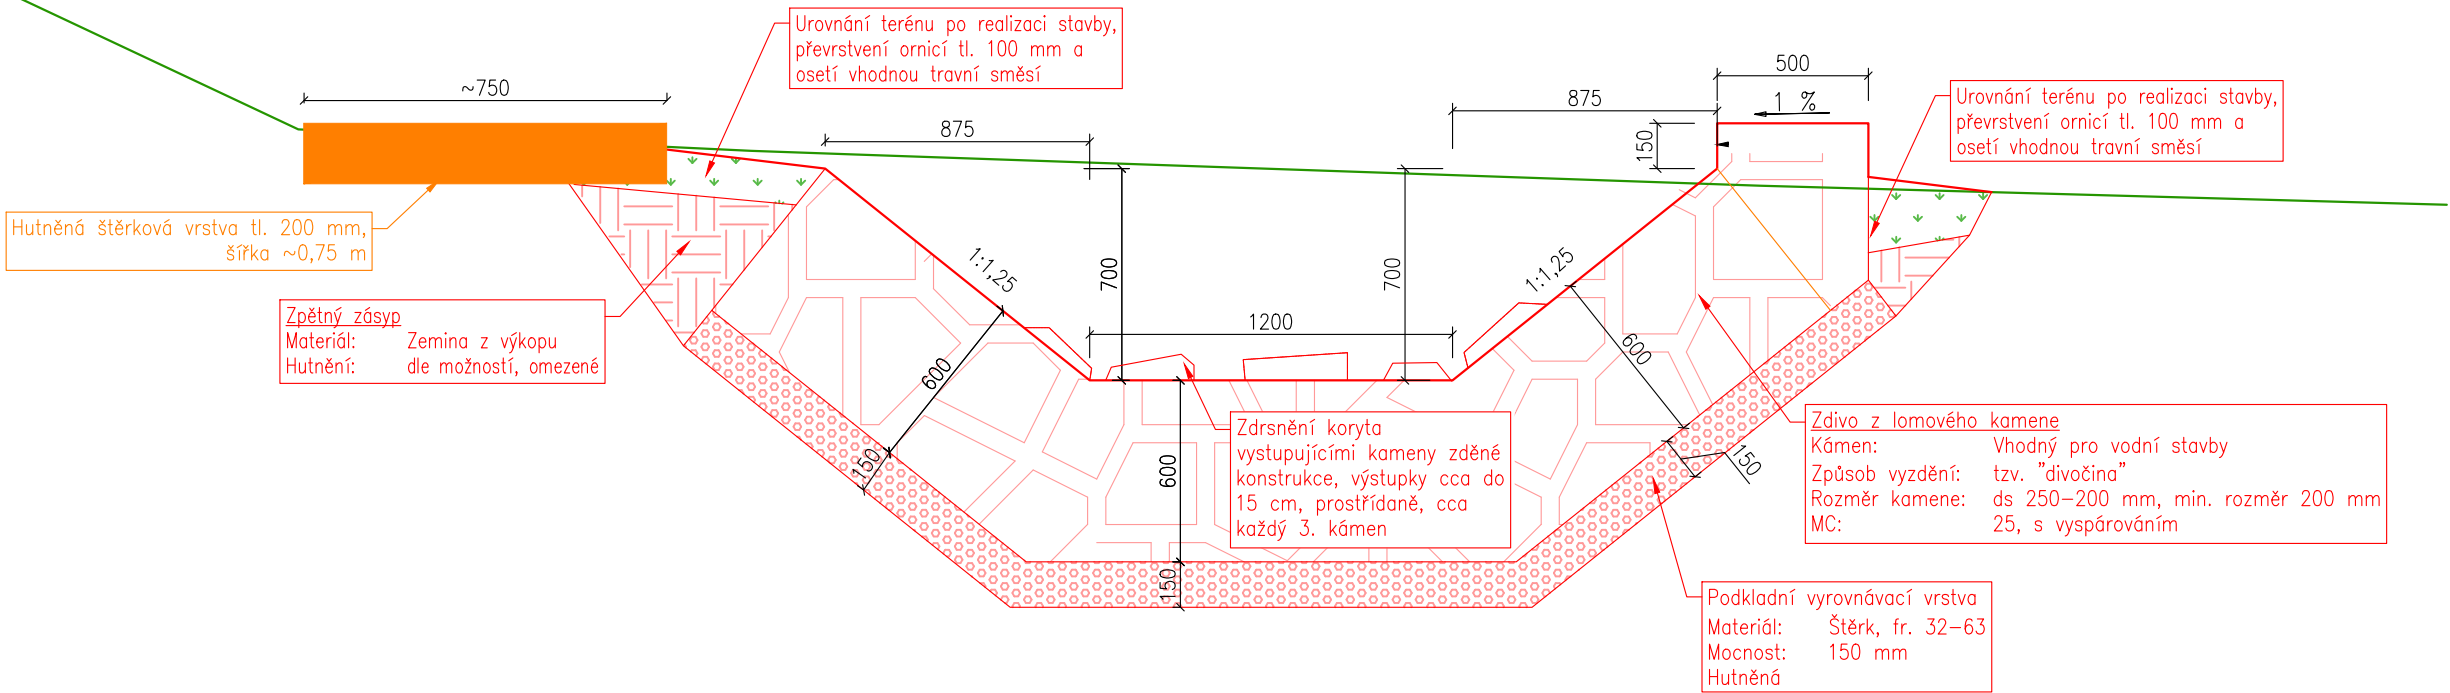 Urovnání terénu po realizaci stavby,
převrstvení ornicí tl. 100 mm a
osetí vhodnou travní směsí
~750
875
875
500
1 %
150
Urovnání terénu po realizaci stavby,
převrstvení ornicí tl. 100 mm a
osetí vhodnou travní směsí
Hutněná štěrková vrstva tl. 200 mm,
šířka ~0,75 m
1:1,25
700
700
1:1,25
Zpětný zásyp
Materiál: Zemina z výkopu
Hutnění: dle možností, omezené
1200
600
600
150
600
150
150
Zdrsnění koryta
vystupujícími kameny zděné
konstrukce, výstupky cca do
15 cm, prostřídaně, cca
každý 3. kámen
Zdivo z lomového kamene
Kámen: Vhodný pro vodní stavby
Způsob vyzdění: tzv. "divočina"
Rozměr kamene: ds 250-200 mm, min. rozměr 200 mm
MC: 25, s vyspárováním
Podkladní vyrovnávací vrstva
Materiál: Štěrk, fr. 32-63
Mocnost: 150 mm
Hutněná